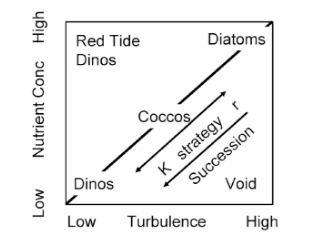 High
Nutrient Conc
Low
Red Tide
Dinos
Diatoms
Coccos
K strategy r
Succession
Dinos
Void
Low Turbulence High